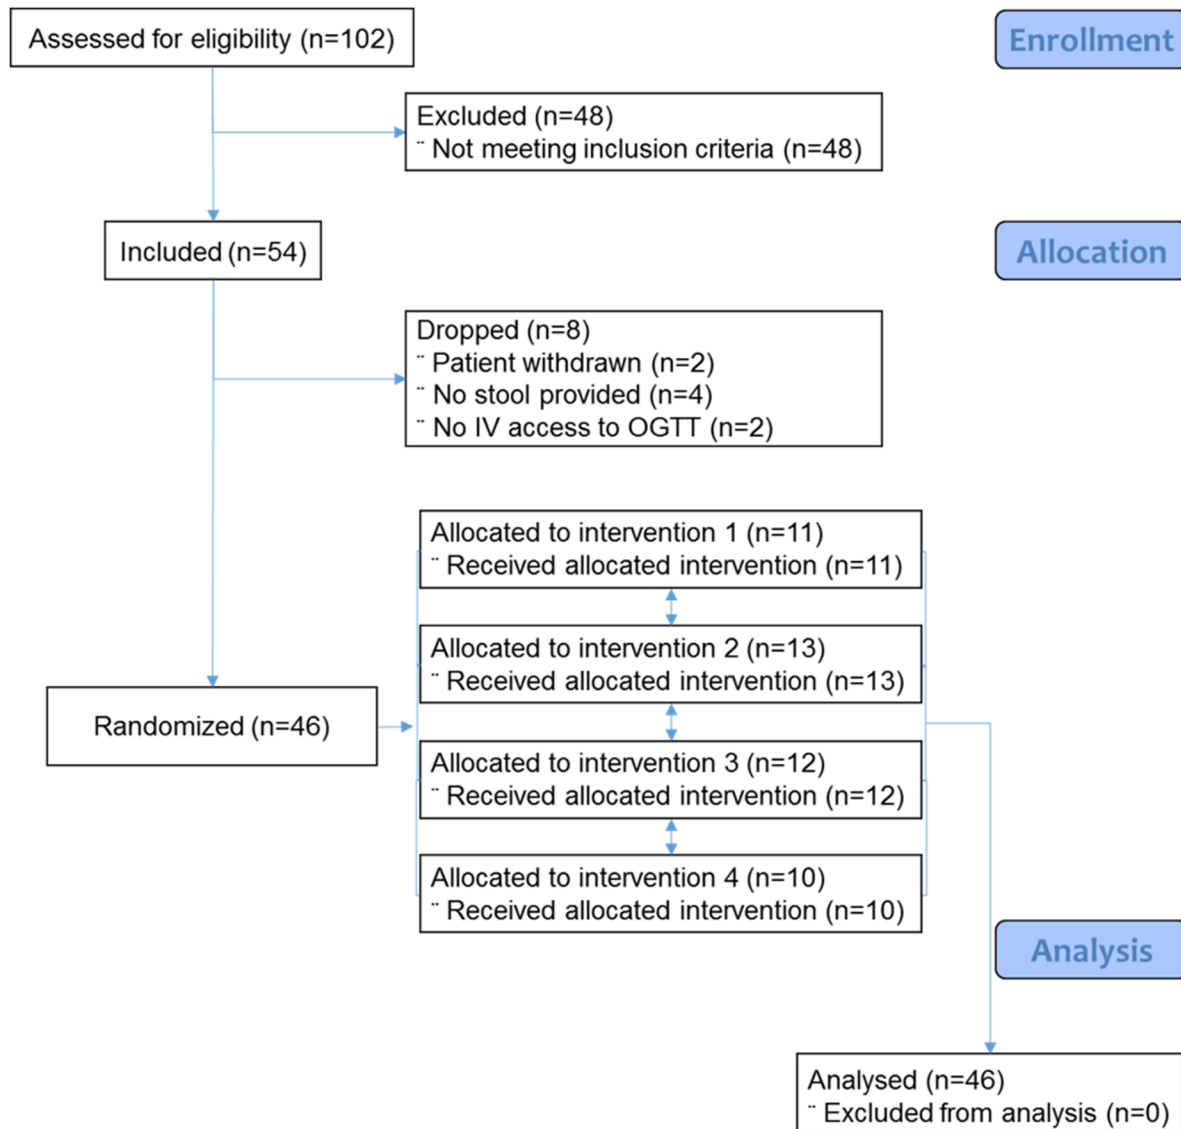 Assessed for eligibility (n=102)
Enrollment
Excluded (n=48)
¨ Not meeting inclusion criteria (n=48)
Included (n=54)
Allocation
Dropped (n=8)
¨ Patient withdrawn (n=2)
¨ No stool provided (n=4)
¨ No IV access to OGTT (n=2)
Allocated to intervention 1 (n=11)
¨ Received allocated intervention (n=11)
Allocated to intervention 2 (n=13)
¨ Received allocated intervention (n=13)
Randomized (n=46)
Allocated to intervention 3 (n=12)
¨ Received allocated intervention (n=12)
Allocated to intervention 4 (n=10)
¨ Received allocated intervention (n=10)
Analysis
Analysed (n=46)
¨ Excluded from analysis (n=0)